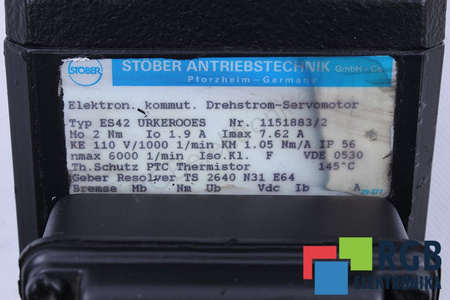 STÖBER
STÖBER ANTRIEBSTECHNIK GmbH - Co
Pforzheim - Germany
Elektron. kommut. Drehstrom-Servomotor
Typ ES42 URKEROOES Nr. 1151883/2
Mo 2 Nm Io 1.9 A Imax 7.62 A
KE 110 V/1000 1/min KM 1.05 Nm/A IP 56
nmax 6000 1/min Iso.Kl. F VDE 0530
Th.Schutz PTC Thermistor 145°C
Geber Resolver TS 2640 N31 E64
Bremse Mb Nm Ub Vdc Ib A
RGB
ELEKTRONIKA